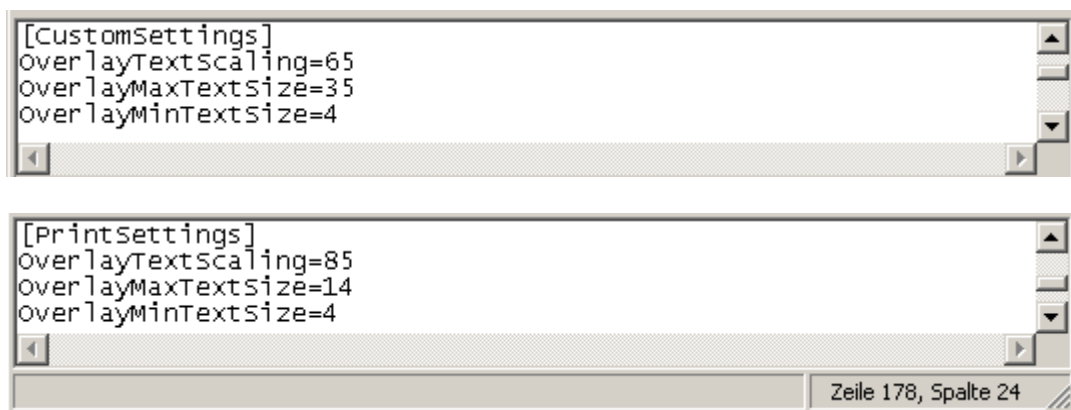 [CustomSettings]
OverlayTextScaling=65
OverlayMaxTextSize=35
OverlayMinTextSize=4
[PrintSettings]
OverlayTextScaling=85
OverlayMaxTextSize=14
OverlayMinTextSize=4
Zeile 178, Spalte 24